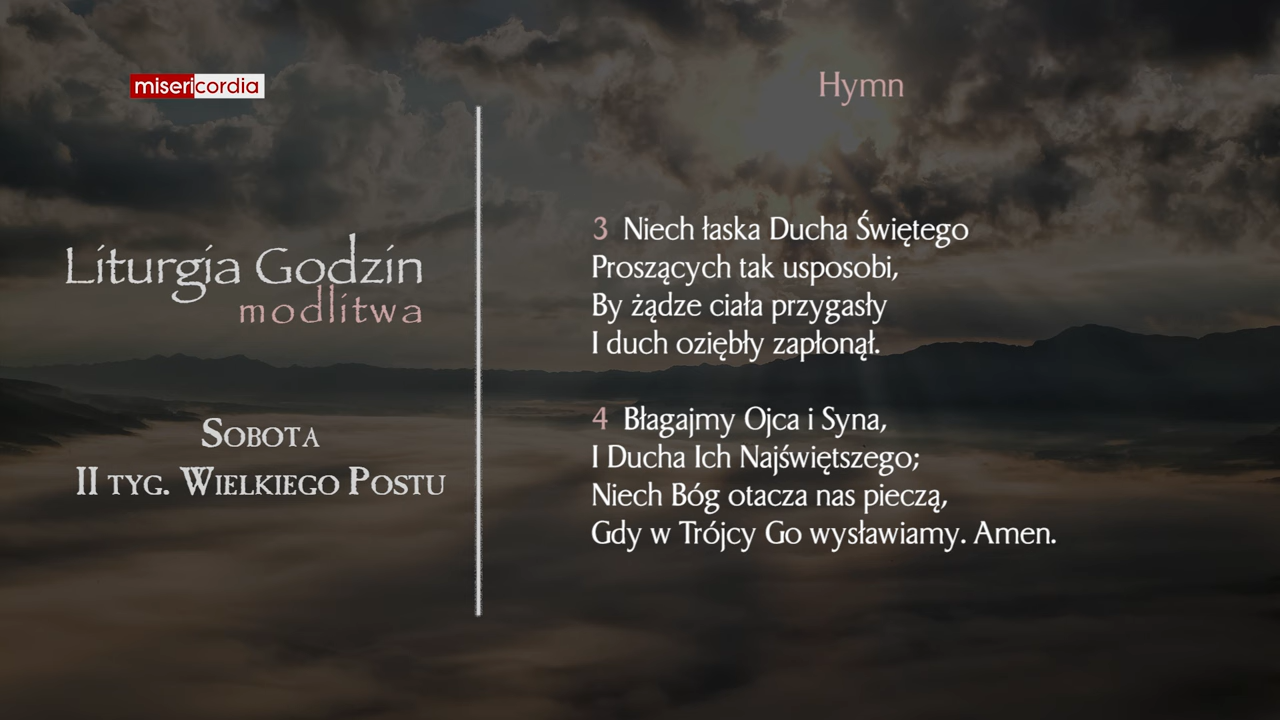 misericordia
Liturgia Godzin
modlitwa
Sobota
II tyg. Wielkiego Postu
Hymn
3 Niech łaska Ducha Świętego
Proszących tak usposobi,
By żądze ciała przygasły
I duch oziębły zapłonął.
4 Błagajmy Ojca i Syna,
I Ducha Ich Najświętszego;
Niech Bóg otacza nas pieczą,
Gdy w Trójcy Go wysławiamy. Amen.